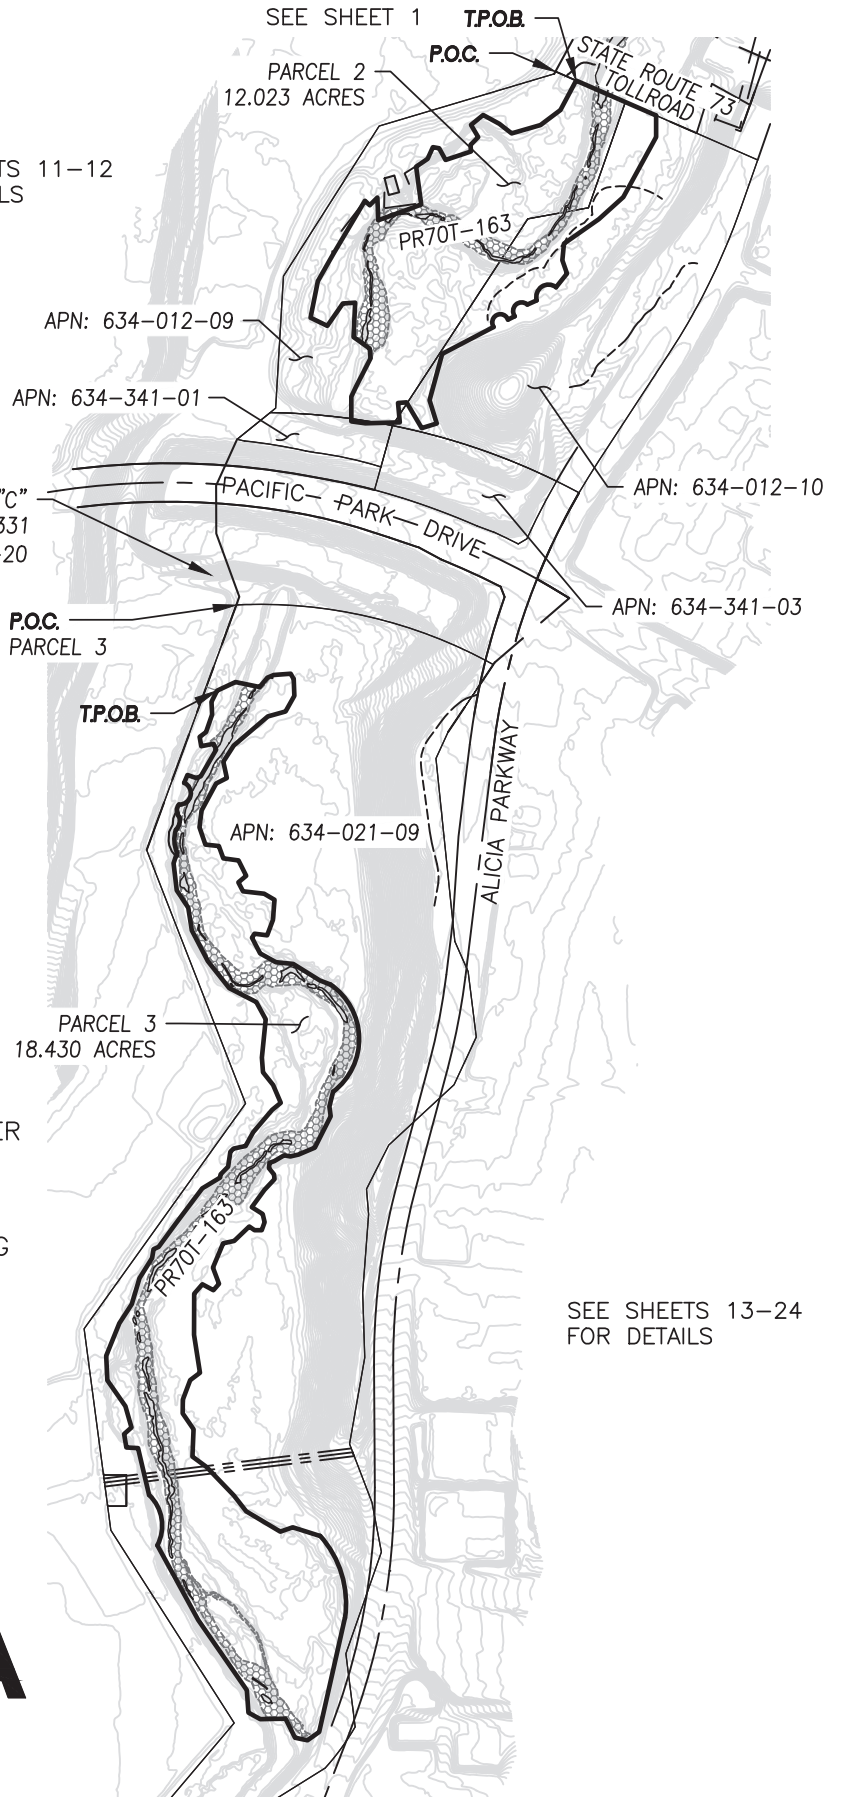 SEE SHEET 1
T.P.O.B.
P.O.C.
STATE ROUTE 73
TOLLROAD
PARCEL 2
12.023 ACRES
TS 11-12
LS
PR70T-163
APN: 634-012-09
APN: 634-341-01
APN: 634-012-10
"C"
331
-20
PACIFIC PARK DRIVE
APN: 634-341-03
P.O.C.
PARCEL 3
T.P.O.B.
ALICIA PARKWAY
APN: 634-021-09
PARCEL 3
18.430 ACRES
ER
PR70T-163
G
SEE SHEETS 13-24
FOR DETAILS
A